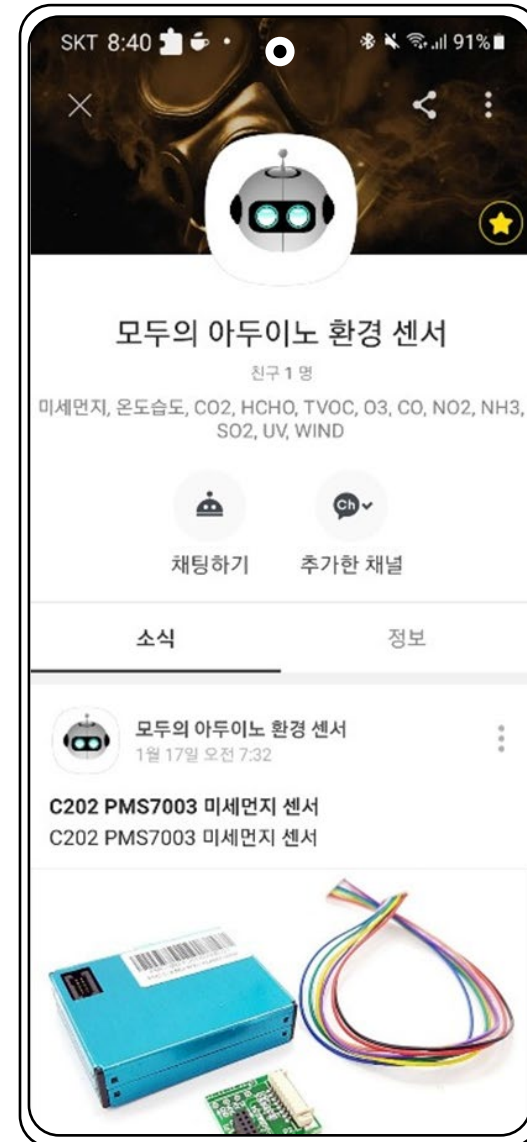 SKT 8:40
91%
모두의 아두이노 환경 센서
친구 1 명
미세먼지, 온도습도, CO2, HCHO, TVOC, O3, CO, NO2, NH3,
SO2, UV, WIND
Ch
채팅하기
추가한 채널
소식
정보
모두의 아두이노 환경 센서
1월 17일 오전 7:32
C202 PMS7003 미세먼지 센서
C202 PMS7003 미세먼지 센서